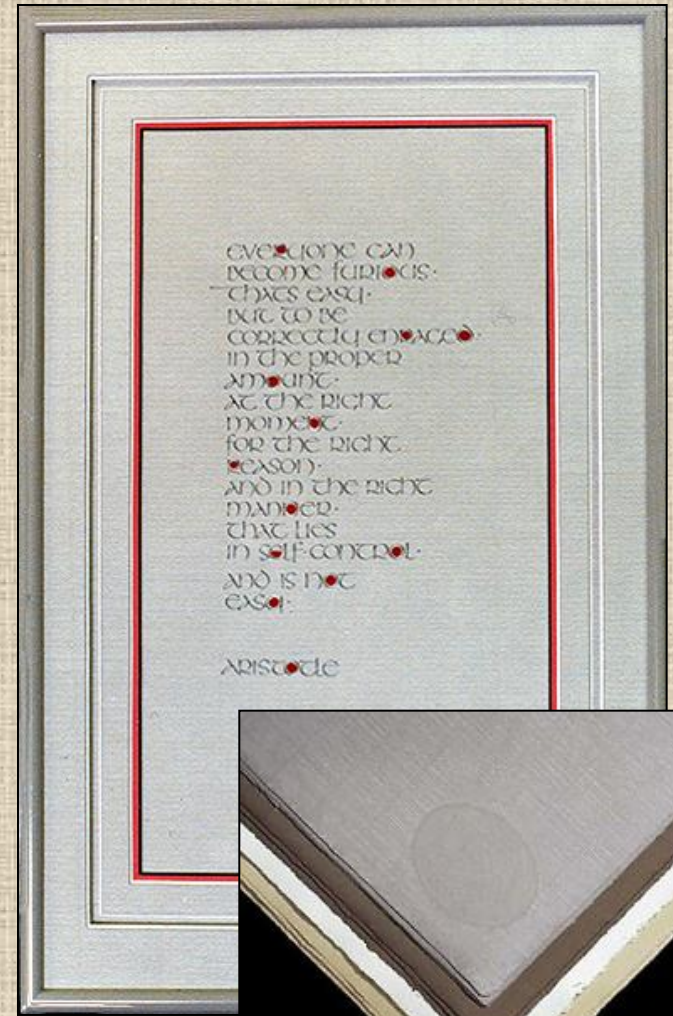 everyone can
become furious·
thats easy·
but to be
correctly enraged·
in the proper
amount·
at the right
moment·
for the right
reason·
and in the right
manner·
that lies
in self-control·
and is not
easy·
aristotle